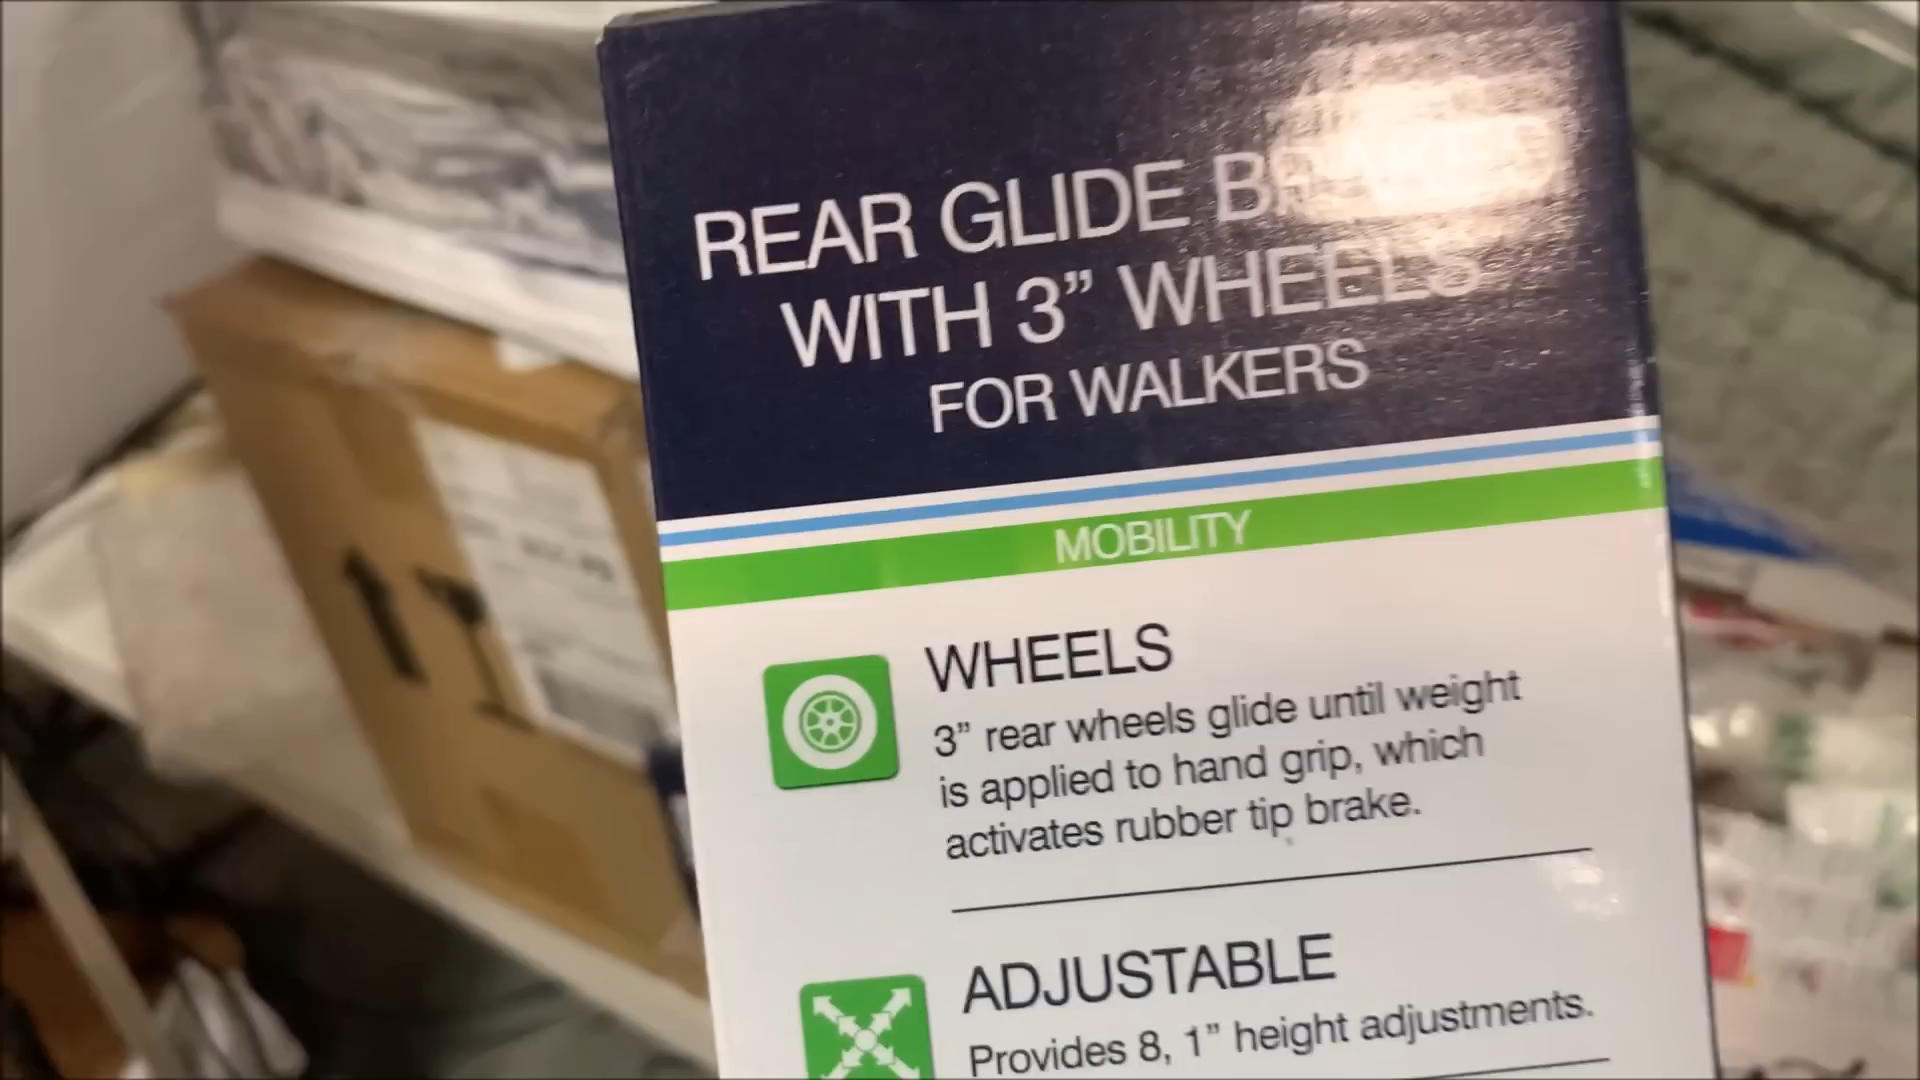 REAR GLIDE BRAKES
WITH 3” WHEELS
FOR WALKERS
MOBILITY
WHEELS
3” rear wheels glide until weight
is applied to hand grip, which
activates rubber tip brake.
ADJUSTABLE
Provides 8, 1” height adjustments.